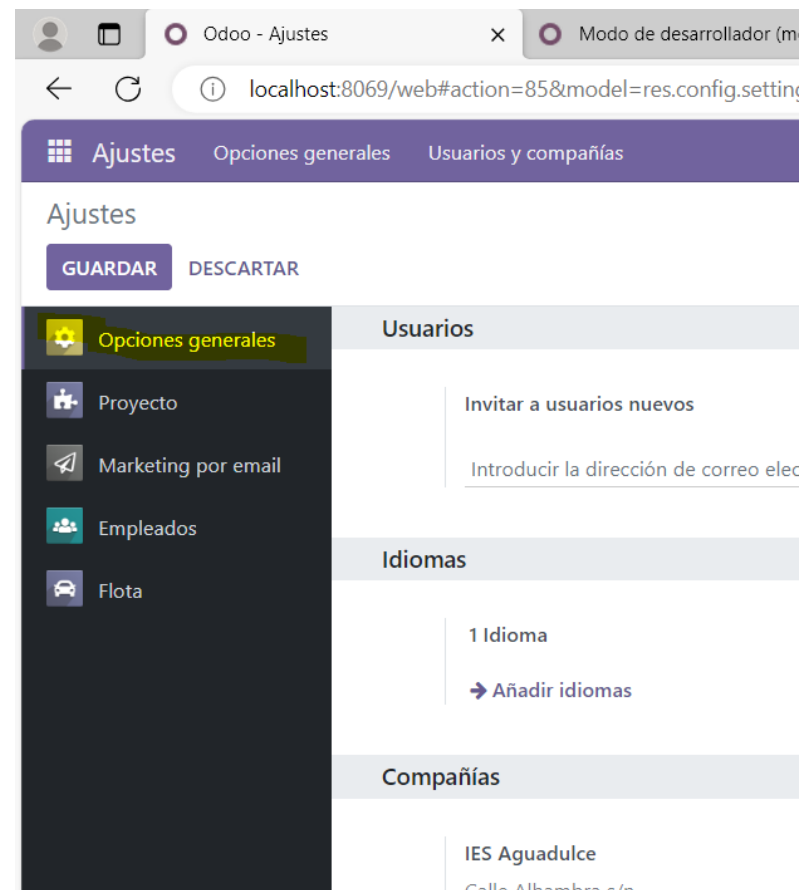 Odoo - Ajustes
Modo de desarrollador (m
localhost:8069/web#action=85&model=res.config.setting
Ajustes Opciones generales Usuarios y compañías
Ajustes
GUARDAR DESCARTAR
Opciones generales
Proyecto
Marketing por email
Empleados
Flota
Usuarios
Invitar a usuarios nuevos
Introducir la dirección de correo elec
Idiomas
1 Idioma
Añadir idiomas
Compañías
IES Aguadulce
Calle Alhambra s/n